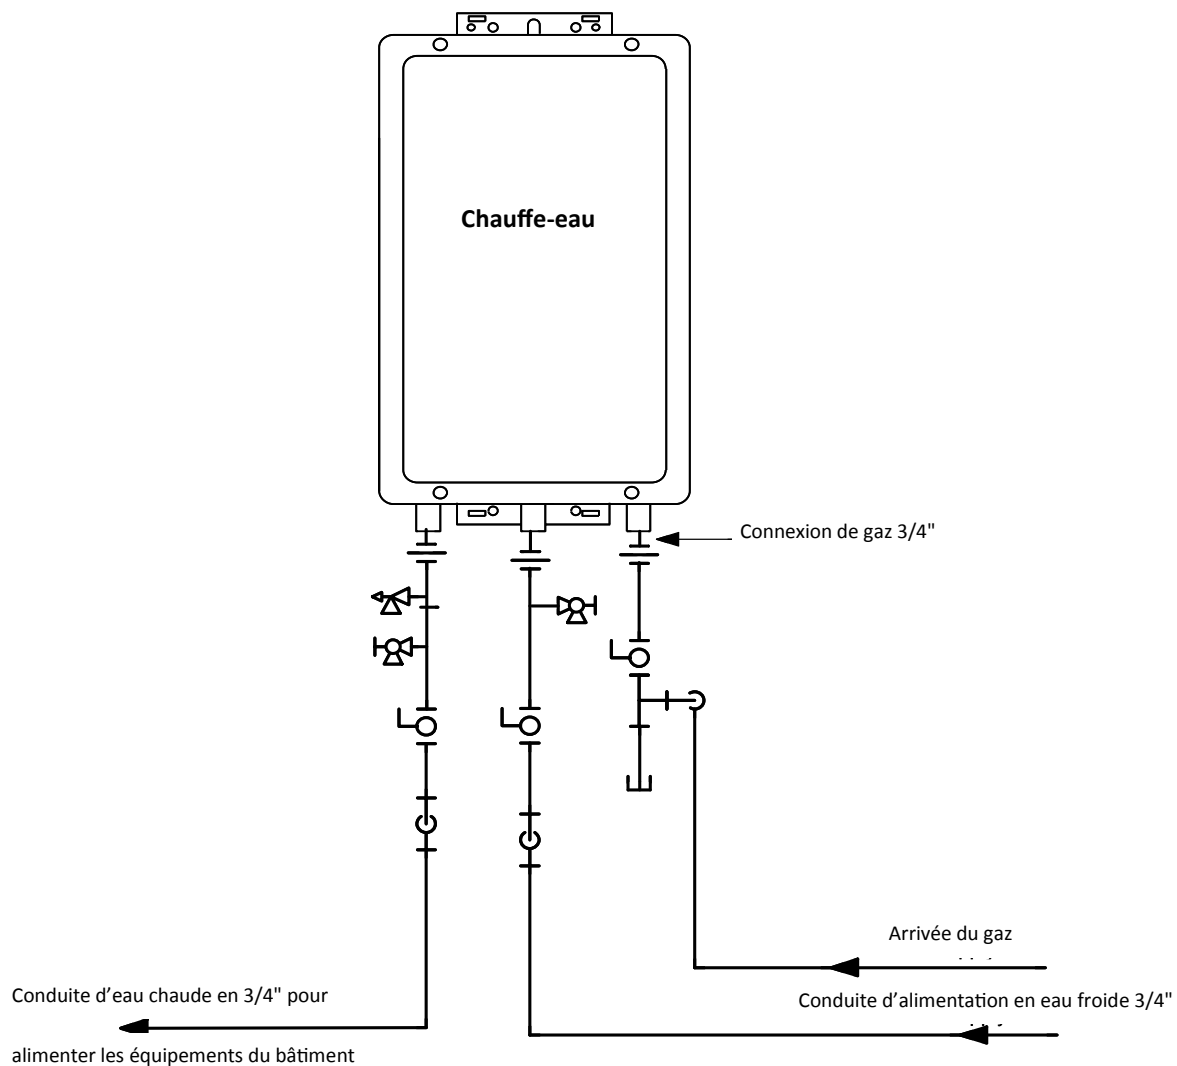 Chauffe-eau
Connexion de gaz 3/4"
Arrivée du gaz
Conduite d’eau chaude en 3/4" pour
alimenter les équipements du bâtiment
Conduite d’alimentation en eau froide 3/4"